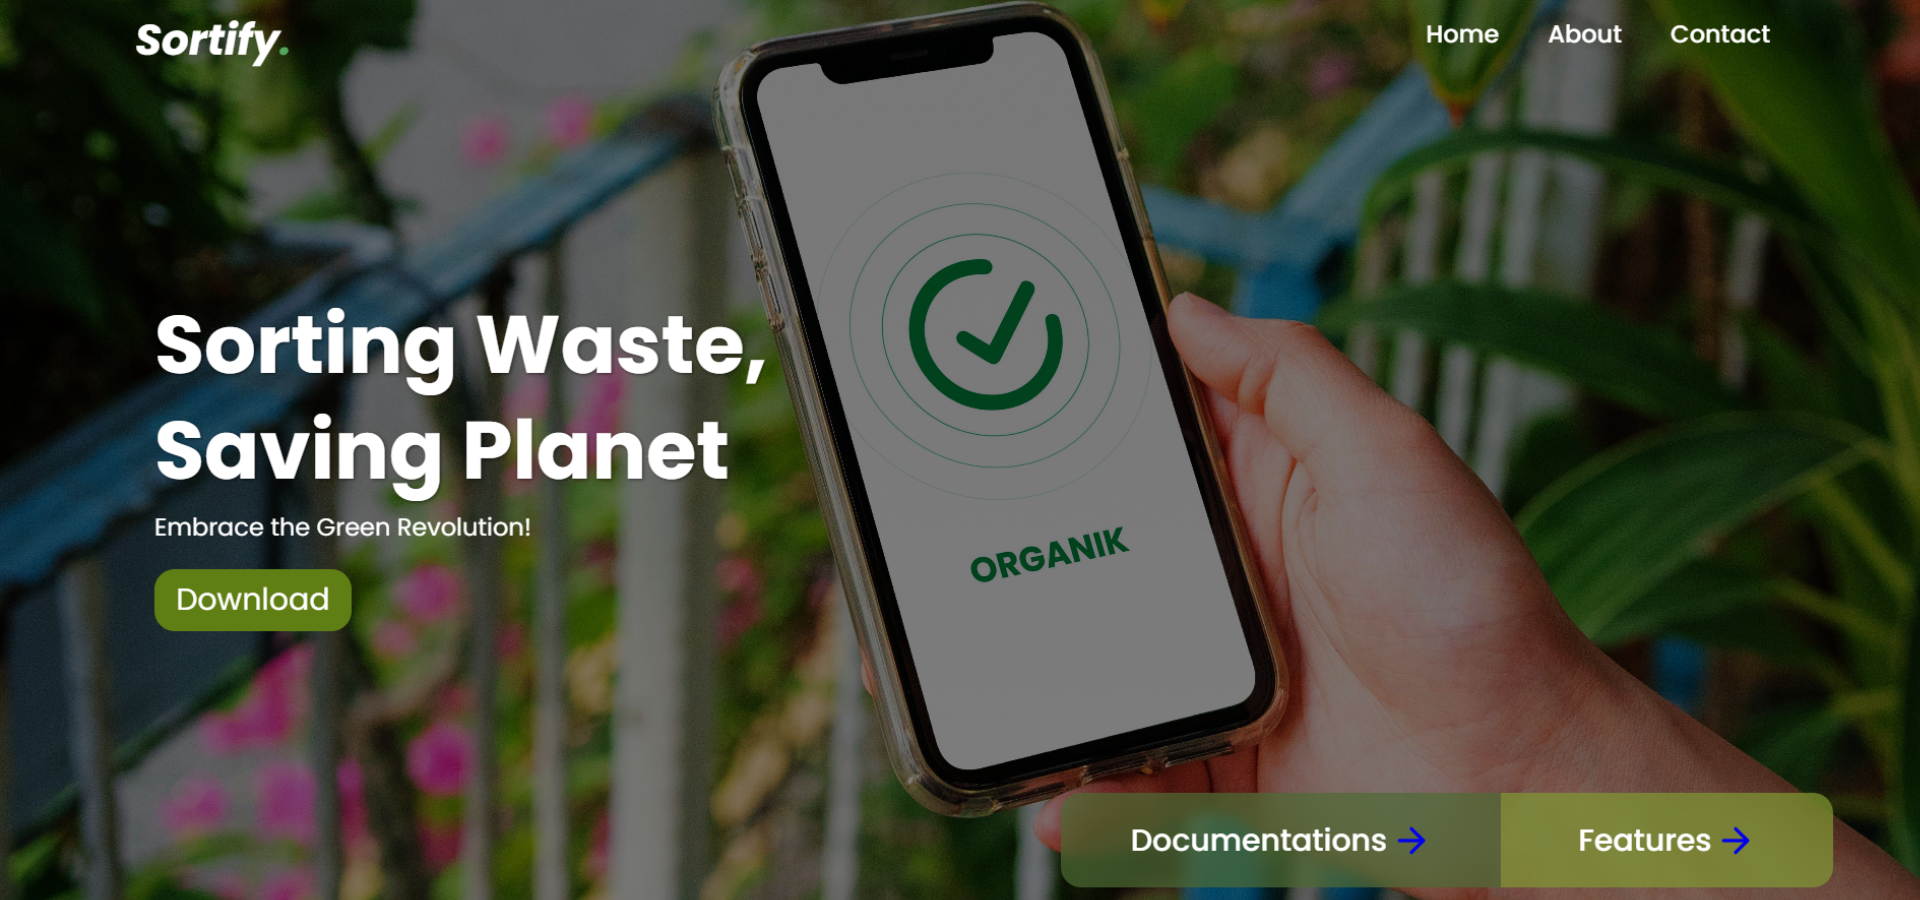 Sortify.
Home
About
Contact
Sorting Waste,
Saving Planet
Embrace the Green Revolution!
Download
ORGANIK
Documentations
Features